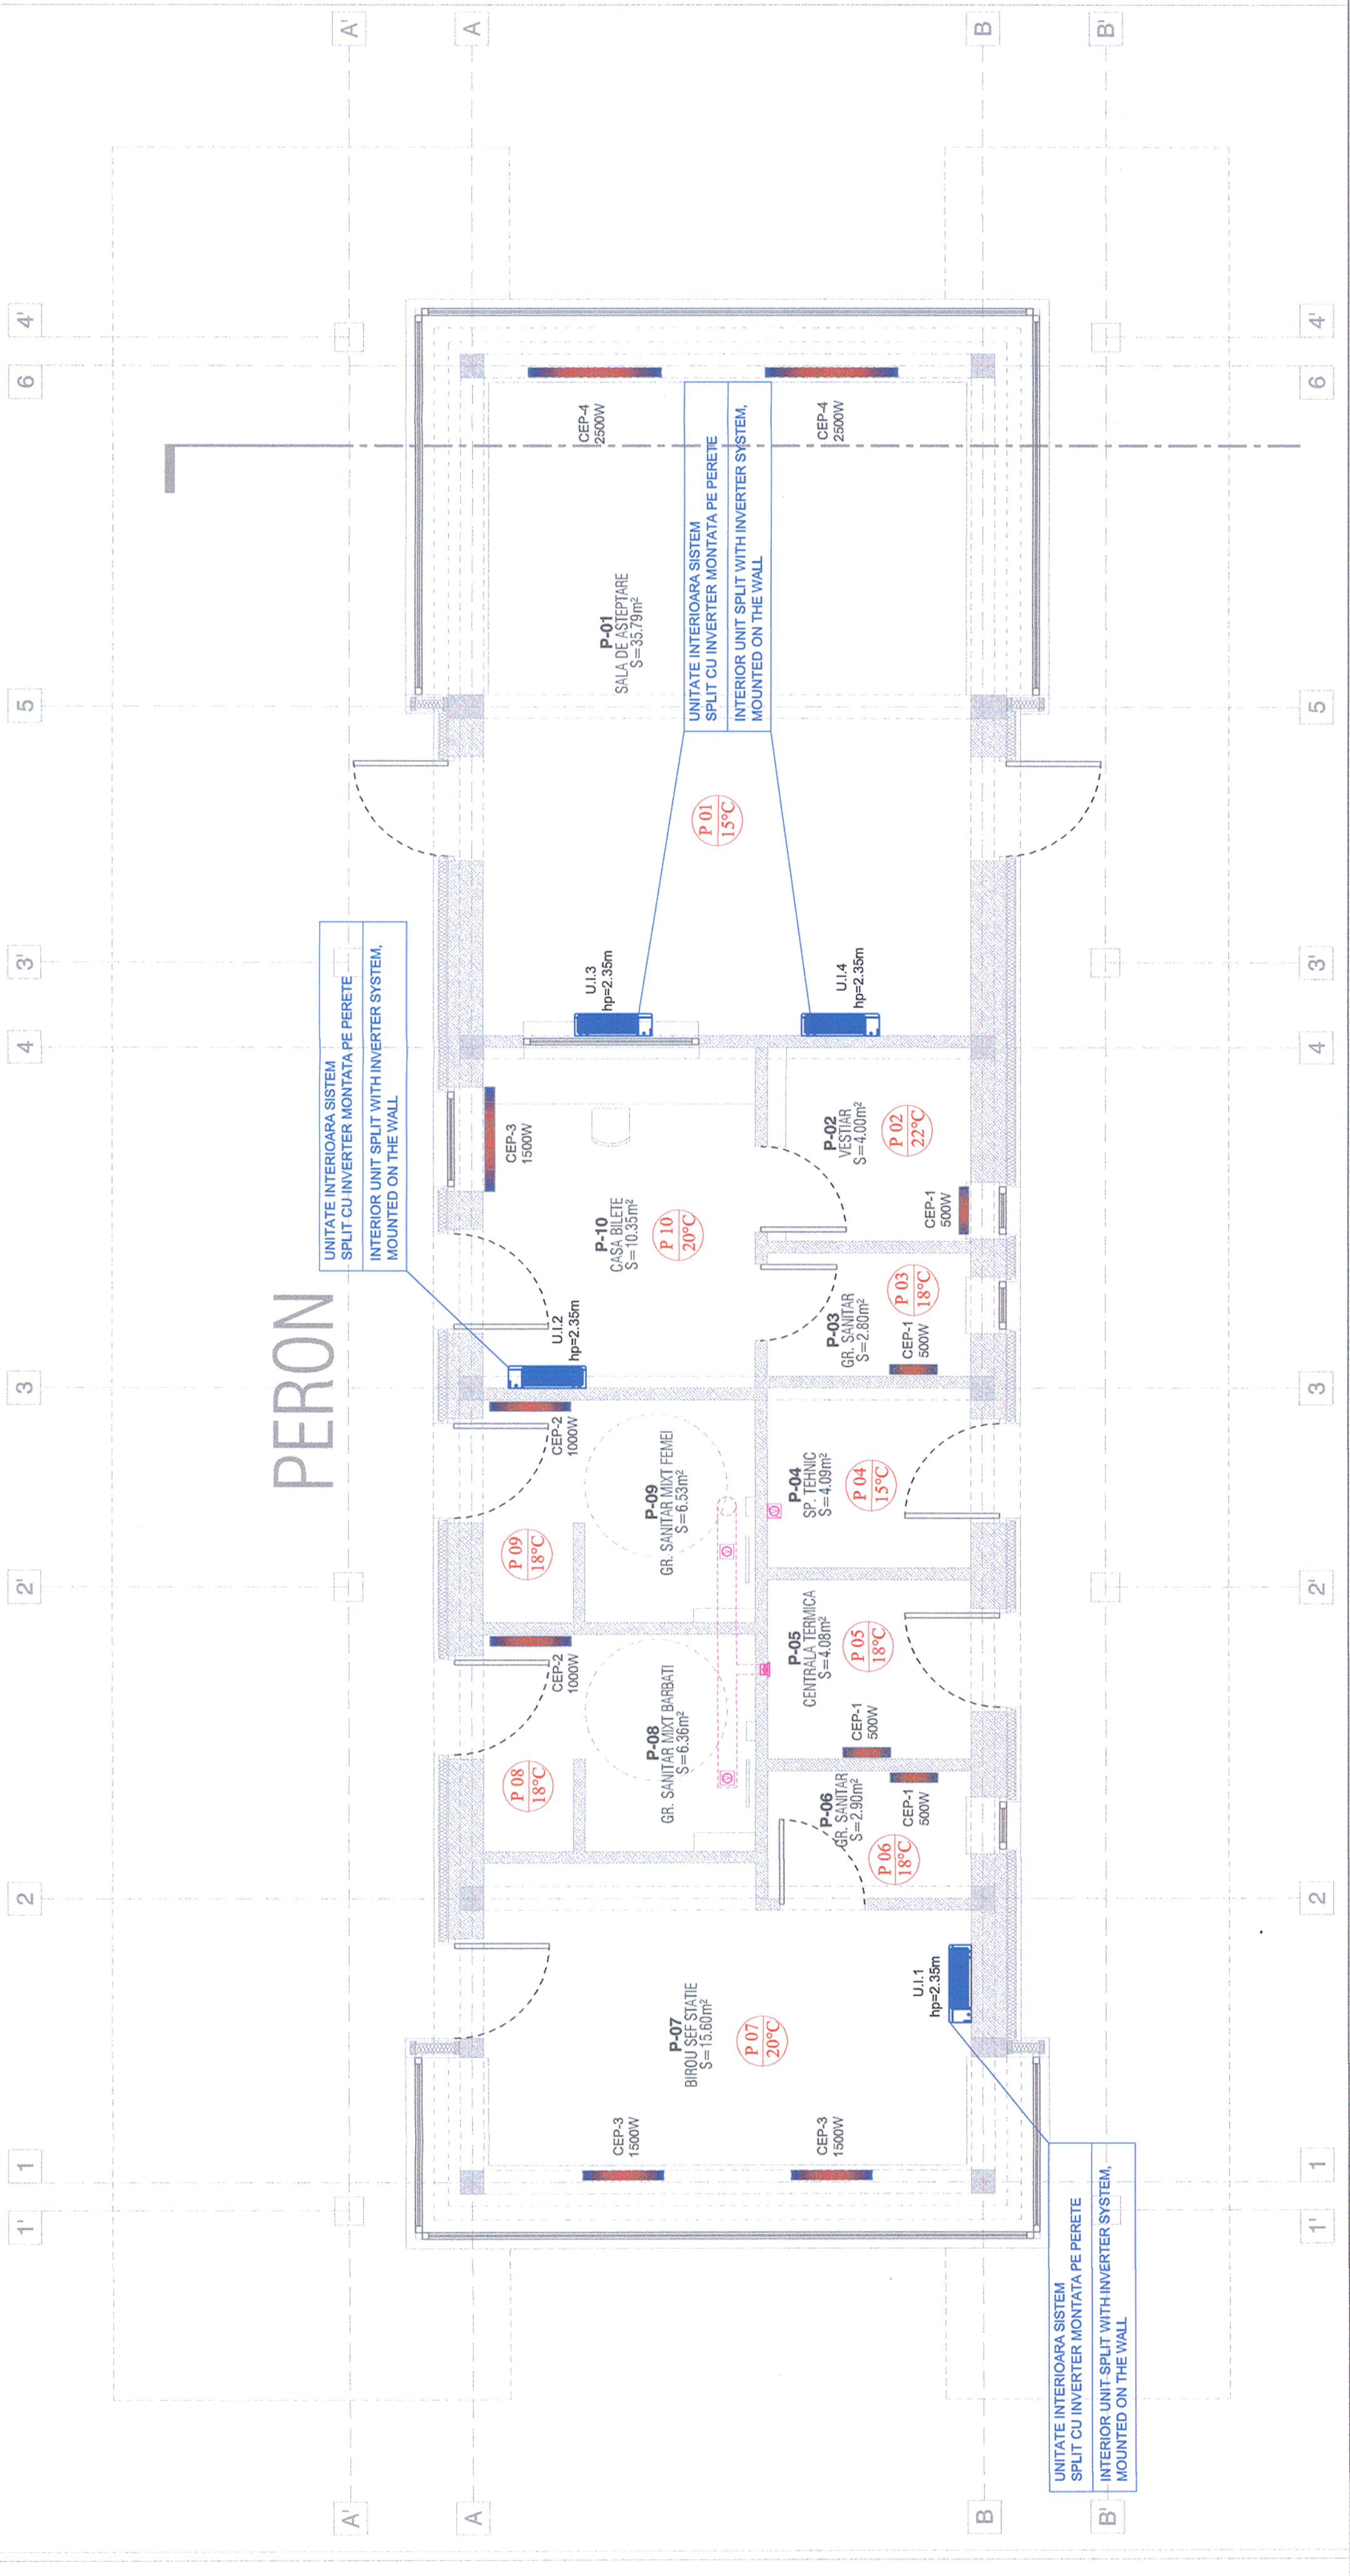 PERON
A'
A
B
B'
4'
6
5
3'
4
3
2'
2
1
1'
4'
6
5
3'
4
3
2'
2
1
1'
A'
A
B
B'
CEP-4
2500W
CEP-4
2500W
P-01
SALA DE ASTEPTARE
S=35.79m²
P 01
15°C
UNITATE INTERIOARA SISTEM
SPLIT CU INVERTER MONTATA PE PERETE
INTERIOR UNIT SPLIT WITH INVERTER SYSTEM,
MOUNTED ON THE WALL
U.I.3
hp=2.35m
U.I.4
hp=2.35m
UNITATE INTERIOARA SISTEM
SPLIT CU INVERTER MONTATA PE PERETE
INTERIOR UNIT SPLIT WITH INVERTER SYSTEM,
MOUNTED ON THE WALL
CEP-3
1500W
P-10
CASA BILETE
S=10.35m²
P 10
20°C
U.I.2
hp=2.35m
P-02
VESTIAR
S=4.00m²
P 02
22°C
CEP-1
500W
P-03
GR. SANITAR
S=2.80m²
P 03
18°C
CEP-1
500W
CEP-2
1000W
P-09
GR. SANITAR MIXT FEMEI
S=6.53m²
P 09
18°C
P-04
SP. TEHNIC
S=4.09m²
P 04
15°C
CEP-2
1000W
P-08
GR. SANITAR MIXT BARBATI
S=6.36m²
P 08
18°C
P-05
CENTRALA TERMICA
S=4.08m²
P 05
18°C
CEP-1
500W
P-06
GR. SANITAR
S=2.90m²
P 06
18°C
CEP-1
500W
P-07
BIROU SEF STATIE
S=15.60m²
P 07
20°C
U.I.1
hp=2.35m
CEP-3
1500W
CEP-3
1500W
UNITATE INTERIOARA SISTEM
SPLIT CU INVERTER MONTATA PE PERETE
INTERIOR UNIT SPLIT WITH INVERTER SYSTEM,
MOUNTED ON THE WALL